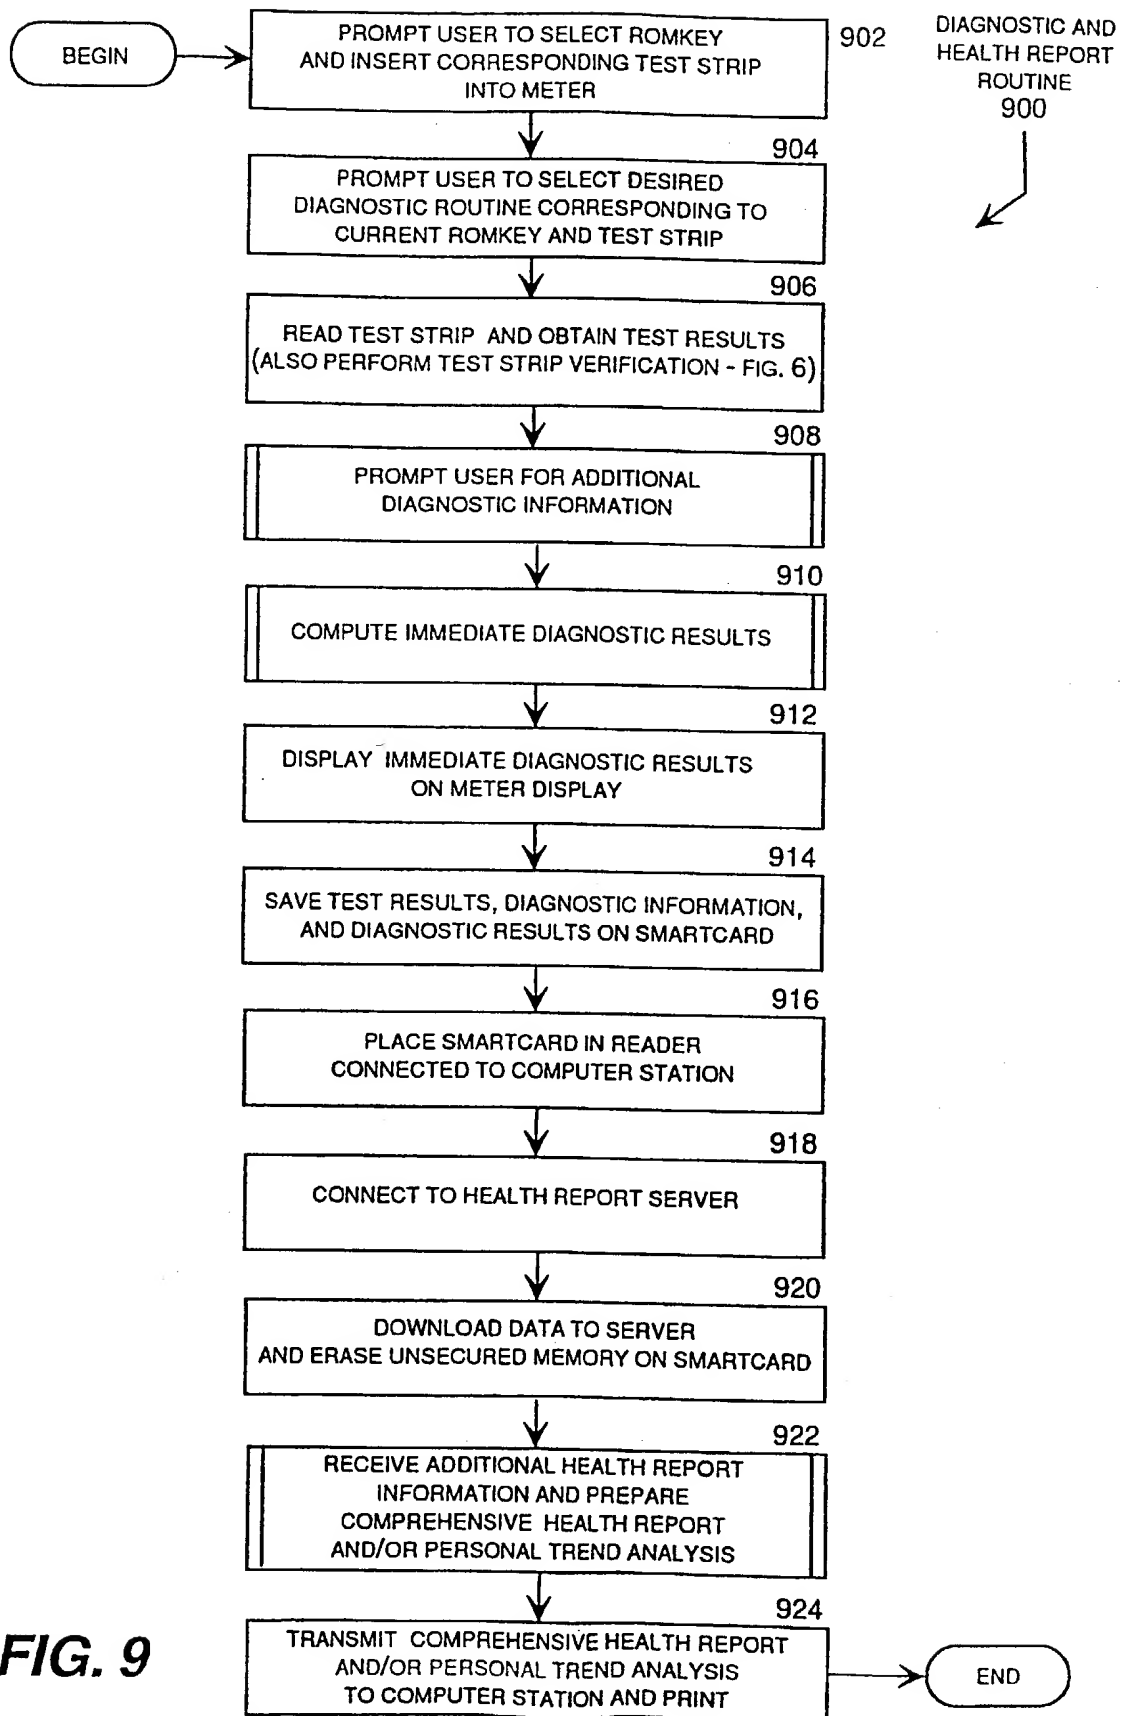 BEGIN
PROMPT USER TO SELECT ROMKEY
AND INSERT CORRESPONDING TEST STRIP
INTO METER
902
DIAGNOSTIC AND
HEALTH REPORT
ROUTINE
900
904
PROMPT USER TO SELECT DESIRED
DIAGNOSTIC ROUTINE CORRESPONDING TO
CURRENT ROMKEY AND TEST STRIP
906
READ TEST STRIP AND OBTAIN TEST RESULTS
(ALSO PERFORM TEST STRIP VERIFICATION - FIG. 6)
908
PROMPT USER FOR ADDITIONAL
DIAGNOSTIC INFORMATION
910
COMPUTE IMMEDIATE DIAGNOSTIC RESULTS
912
DISPLAY IMMEDIATE DIAGNOSTIC RESULTS
ON METER DISPLAY
914
SAVE TEST RESULTS, DIAGNOSTIC INFORMATION,
AND DIAGNOSTIC RESULTS ON SMARTCARD
916
PLACE SMARTCARD IN READER
CONNECTED TO COMPUTER STATION
918
CONNECT TO HEALTH REPORT SERVER
920
DOWNLOAD DATA TO SERVER
AND ERASE UNSECURED MEMORY ON SMARTCARD
922
RECEIVE ADDITIONAL HEALTH REPORT
INFORMATION AND PREPARE
COMPREHENSIVE HEALTH REPORT
AND/OR PERSONAL TREND ANALYSIS
924
TRANSMIT COMPREHENSIVE HEALTH REPORT
AND/OR PERSONAL TREND ANALYSIS
TO COMPUTER STATION AND PRINT
END
FIG. 9